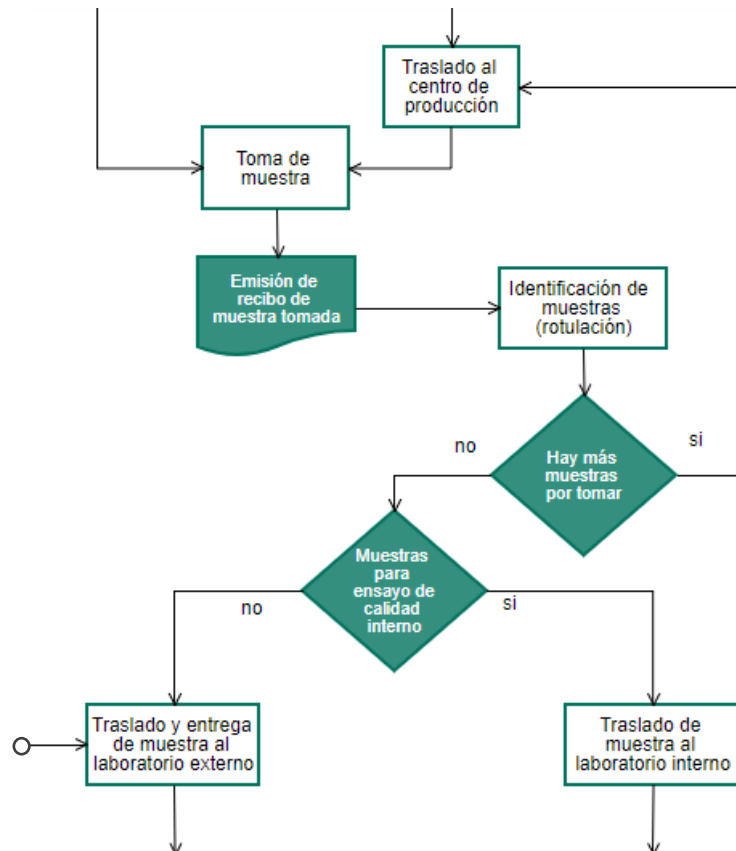 Traslado al
centro de
producción
Toma de
muestra
Emisión de
recibo de
muestra tomada
Identificación de
muestras
(rotulación)
no
si
Hay más
muestras
por tomar
Muestras
para
ensayo de
calidad
interno
no
si
Traslado y entrega
de muestra al
laboratorio externo
Traslado de
muestra al
laboratorio interno